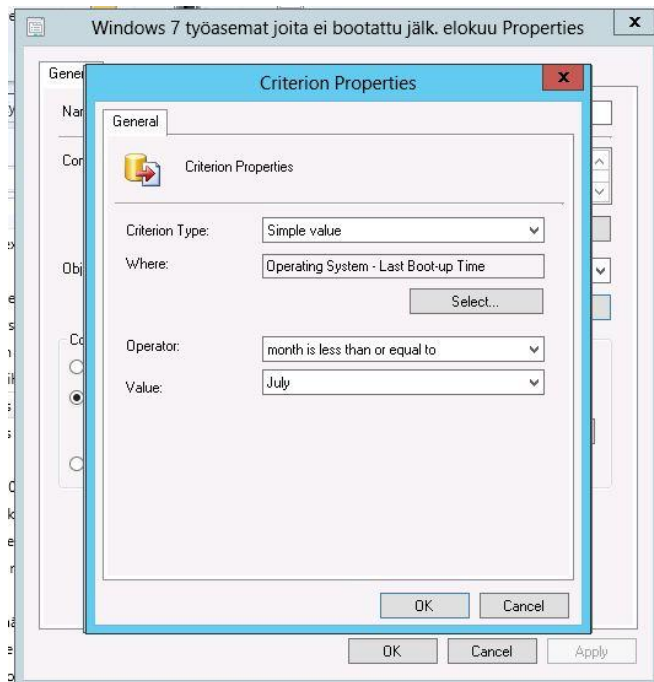 Windows 7 työasemat joita ei bootattu jälk. elokuu Properties
x
Criterion Properties
x
General
Criterion Properties
Criterion Type:
Simple value
Where:
Operating System - Last Boot-up Time
Select...
Operator:
month is less than or equal to
Value:
July
OK
Cancel
OK
Cancel
Apply